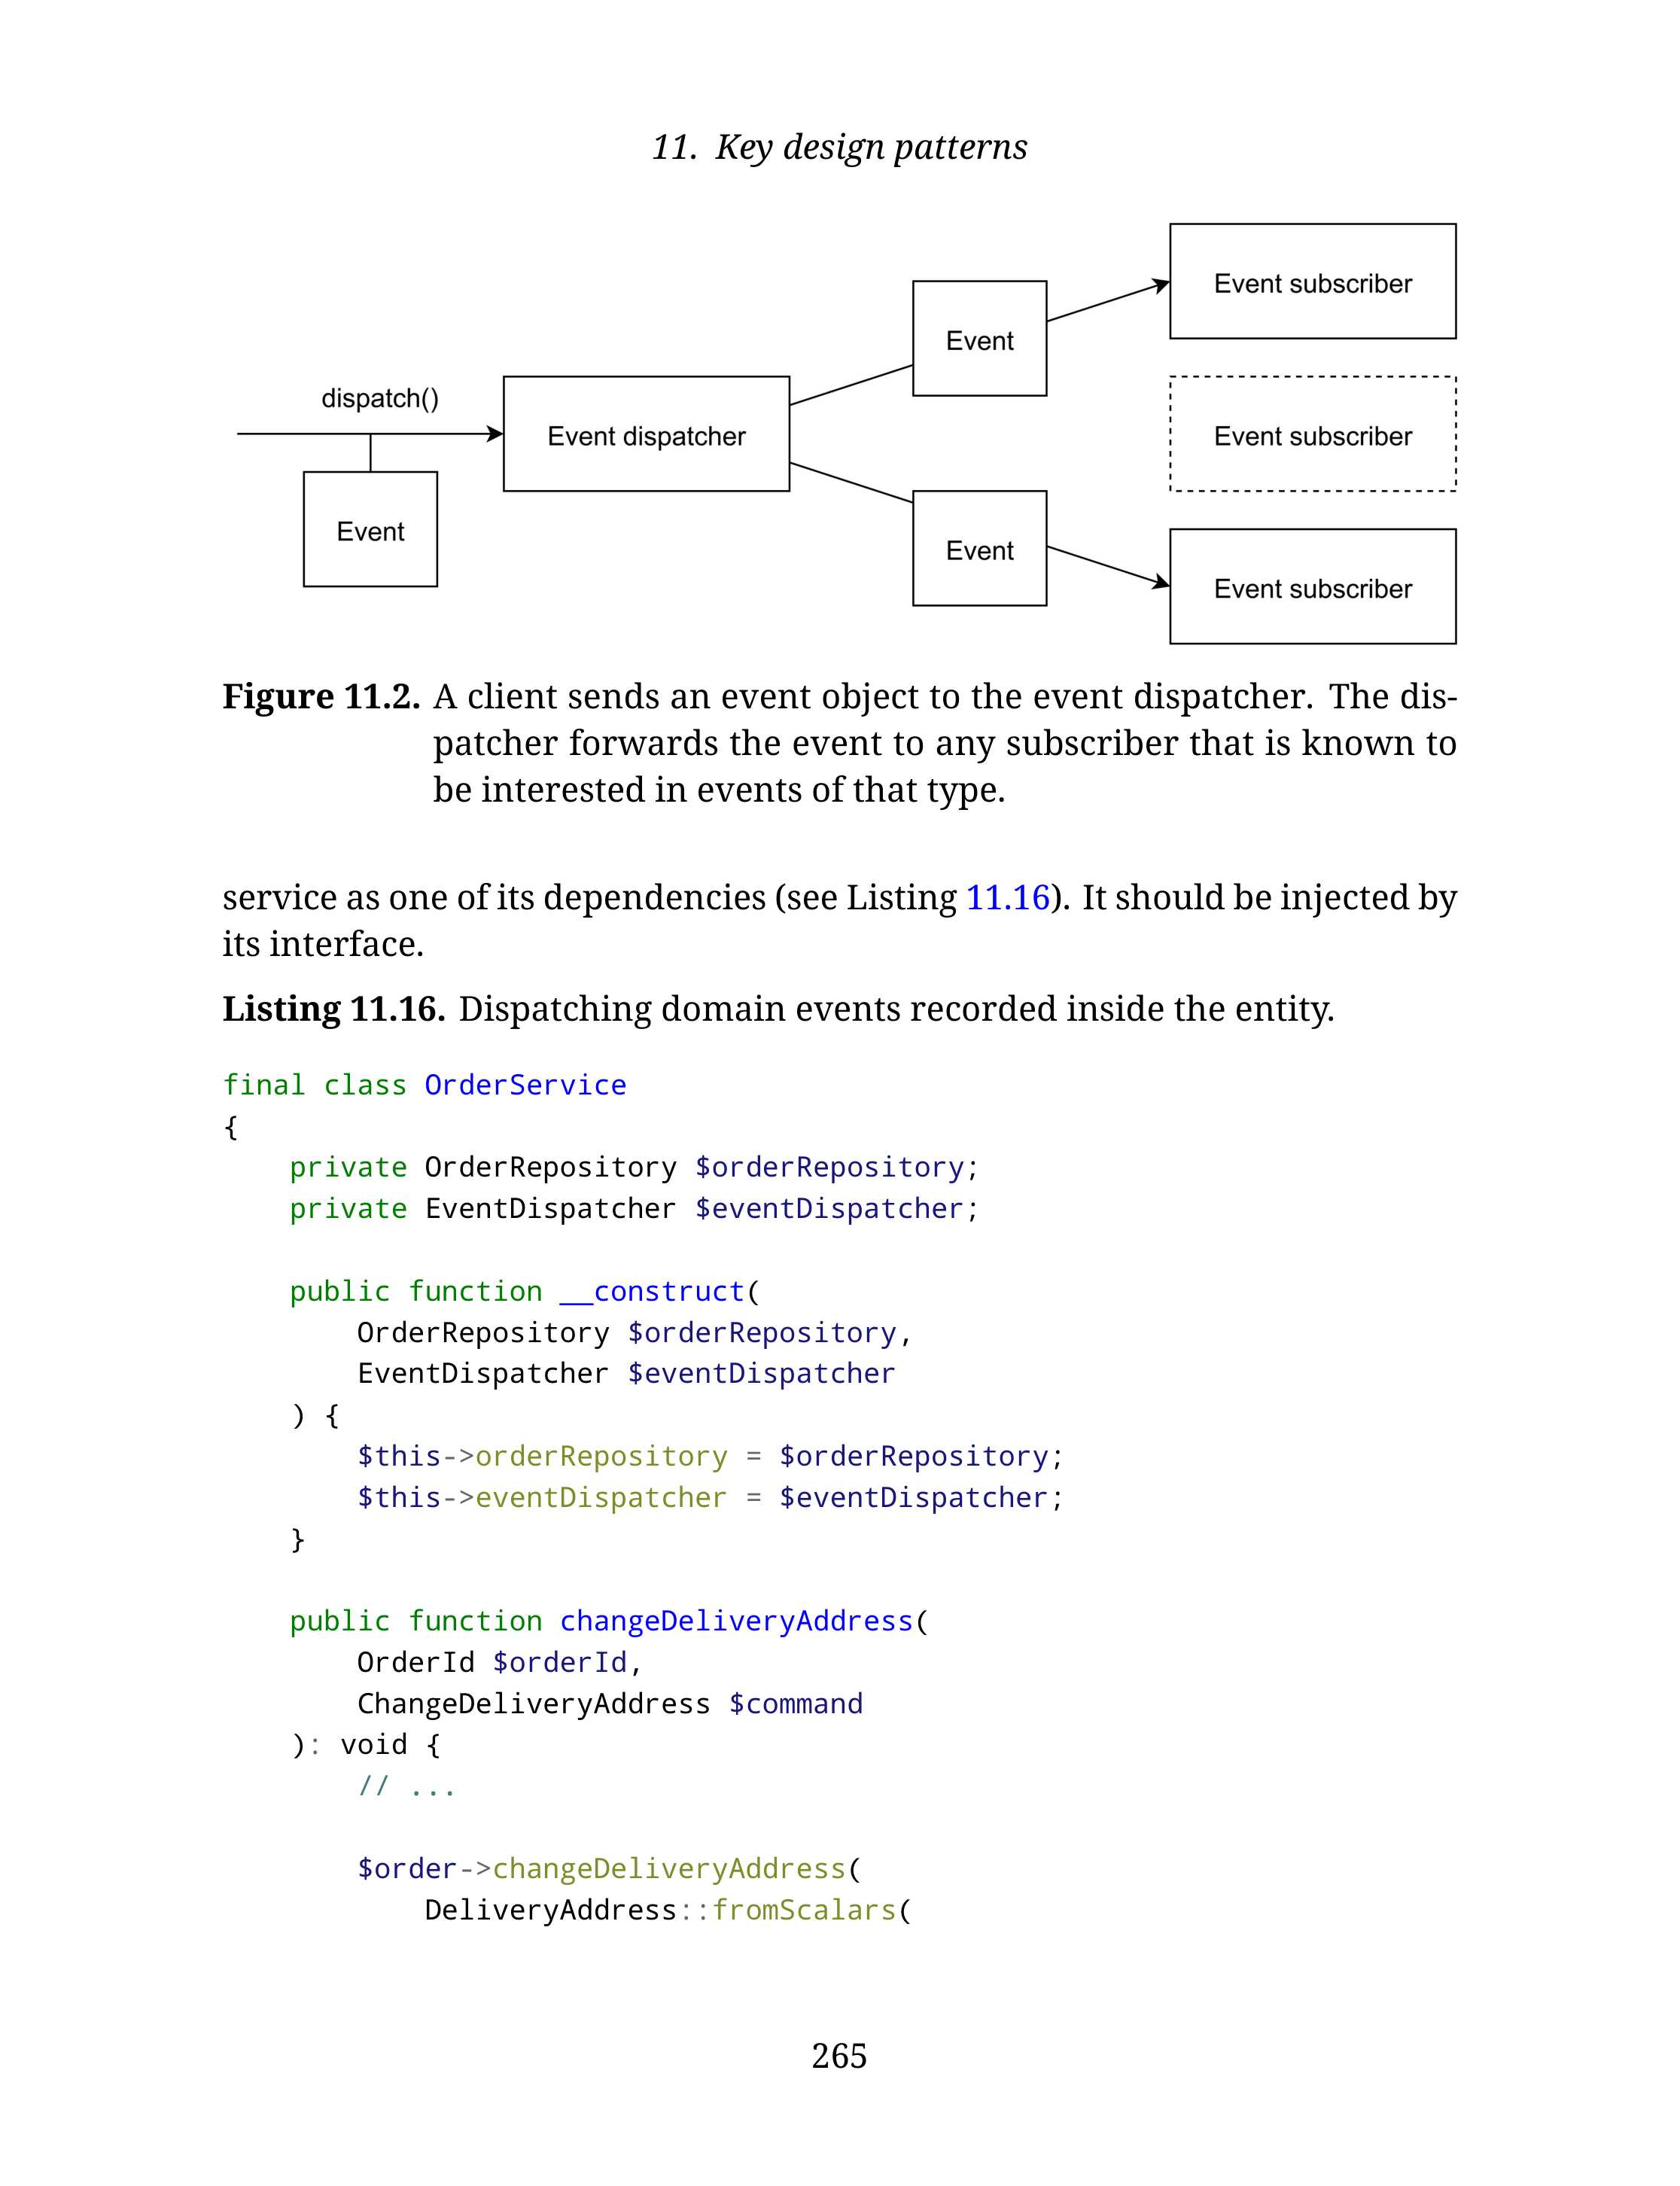 11. Key design patterns
Event subscriber
Event
dispatch()
Event dispatcher
Event subscriber
Event
Event
Event subscriber
Figure 11.2. A client sends an event object to the event dispatcher. The dis-
patcher forwards the event to any subscriber that is known to
be interested in events of that type.
service as one of its dependencies (see Listing 11.16). It should be injected by
its interface.
Listing 11.16. Dispatching domain events recorded inside the entity.
final class OrderService
{
    private OrderRepository $orderRepository;
    private EventDispatcher $eventDispatcher;
    public function __construct(
        OrderRepository $orderRepository,
        EventDispatcher $eventDispatcher
    ) {
        $this->orderRepository = $orderRepository;
        $this->eventDispatcher = $eventDispatcher;
    }
    public function changeDeliveryAddress(
        OrderId $orderId,
        ChangeDeliveryAddress $command
    ): void {
        // ...
        $order->changeDeliveryAddress(
            DeliveryAddress::fromScalars(
265